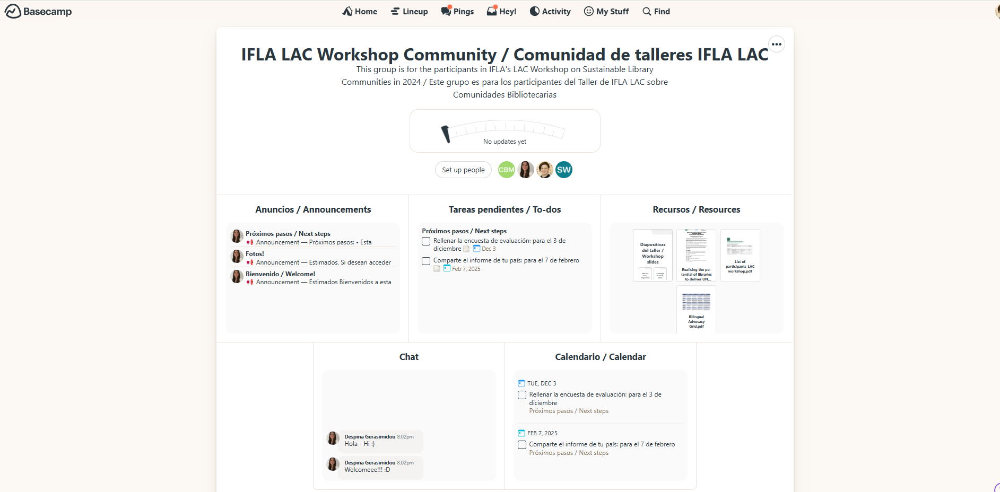 Basecamp
Home
Lineup
Pings
Hey!
Activity
My Stuff
Find
IFLA LAC Workshop Community / Comunidad de talleres IFLA LAC
This group is for the participants in IFLA's LAC Workshop on Sustainable Library
Communities in 2024 / Este grupo es para los participantes del Taller de IFLA LAC sobre
Comunidades Bibliotecarias
No updates yet
Set up people
CBM
SW
Anuncios / Announcements
Próximos pasos / Next steps
Announcement — Próximos pasos: • Esta
Fotos!
Announcement — Estimados, Si desean acceder
Bienvenido / Welcome!
Announcement — Estimados Bienvenidos a esta
Tareas pendientes / To-dos
Próximos pasos / Next steps
Rellenar la encuesta de evaluación: para el 3 de
diciembre Dec 3
Comparte el informe de tu país: para el 7 de febrero
Feb 7, 2025
Recursos / Resources
Diapositivas
del taller /
Workshop
slides
Realising the po-
tential of libraries
to deliver UN...
List of
participants_LAC
workshop.pdf
Bilingual
Advocacy
Grid.pdf
Chat
Despina Gerasimidou 8:02pm
Hola - Hi :)
Despina Gerasimidou 8:02pm
Welcomeee!!! :D
Calendario / Calendar
TUE, DEC 3
Rellenar la encuesta de evaluación: para el 3 de
diciembre
Próximos pasos / Next steps
FEB 7, 2025
Comparte el informe de tu país: para el 7 de febrero
Próximos pasos / Next steps